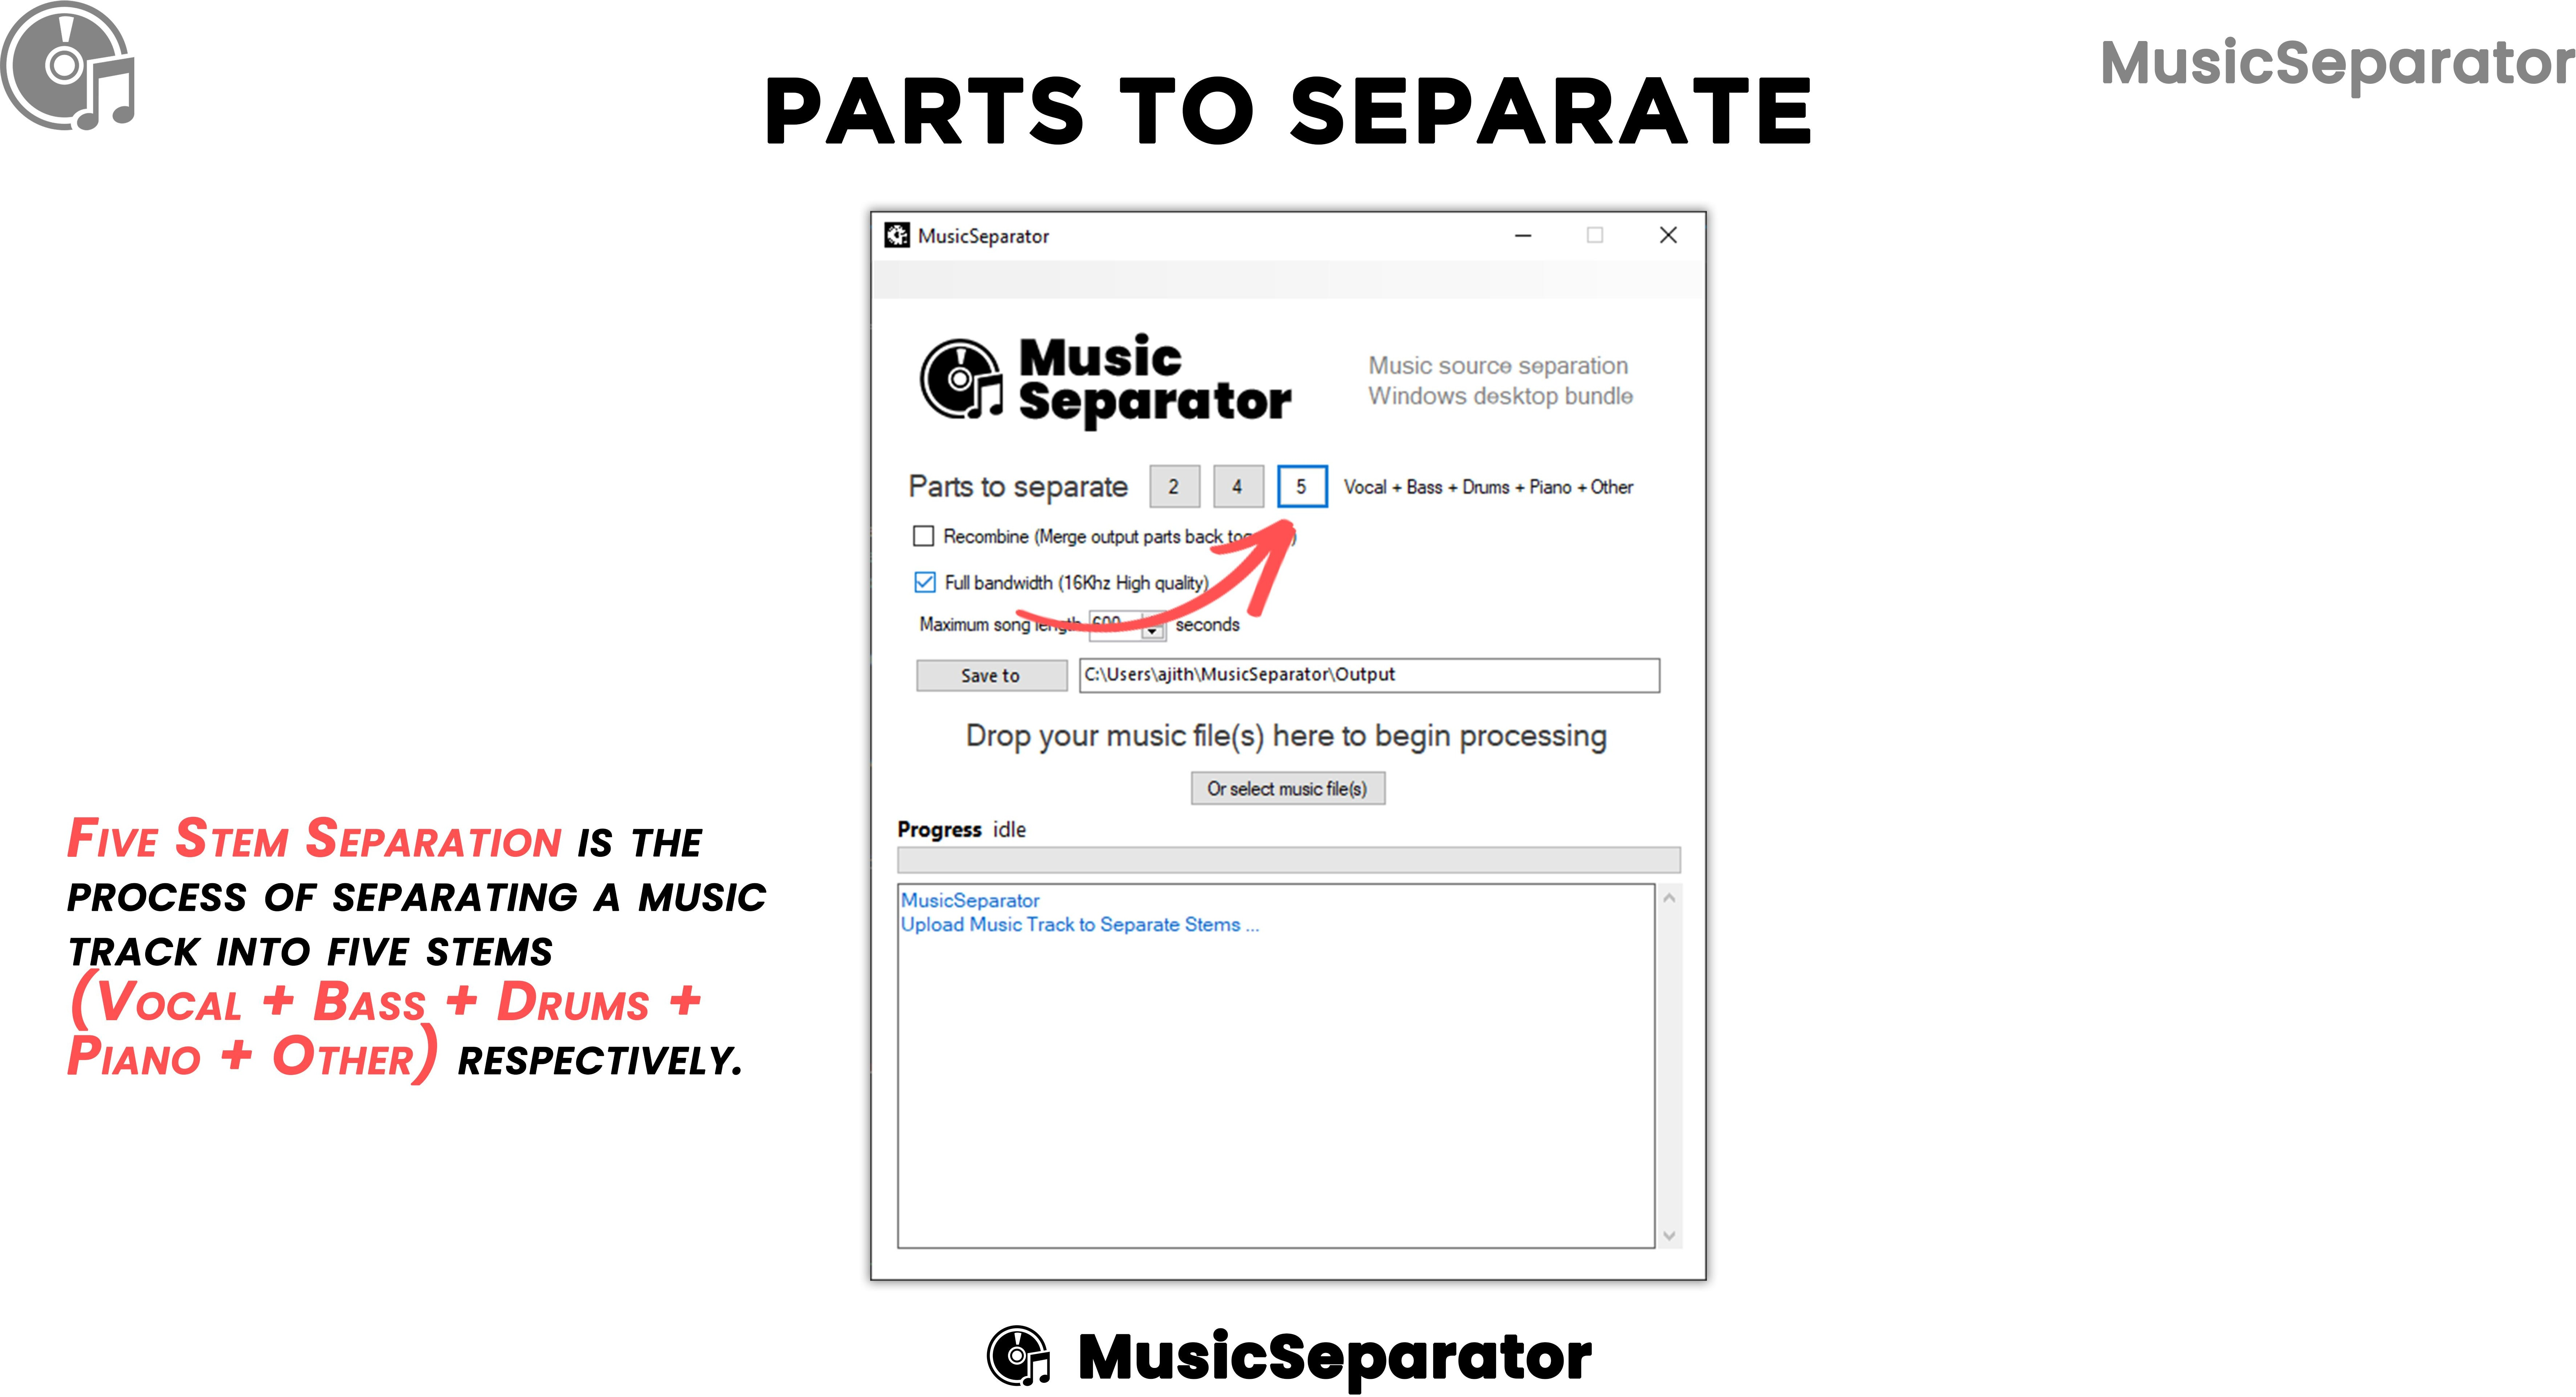 MusicSeparator
PARTS TO SEPARATE
MusicSeparator
Music
Separator
Music source separation
Windows desktop bundle
Parts to separate 2 4 5 Vocal + Bass + Drums + Piano + Other
Recombine (Merge output parts back )
Full bandwidth (16Khz High quality)
Maximum song length 600 seconds
Save to C:\Users\ajith\MusicSeparator\Output
Drop your music file(s) here to begin processing
Or select music file(s)
Progress idle
MusicSeparator
Upload Music Track to Separate Stems ...
Five Stem Separation is the
process of separating a music
track into five stems
(Vocal + Bass + Drums +
Piano + Other) respectively.
MusicSeparator